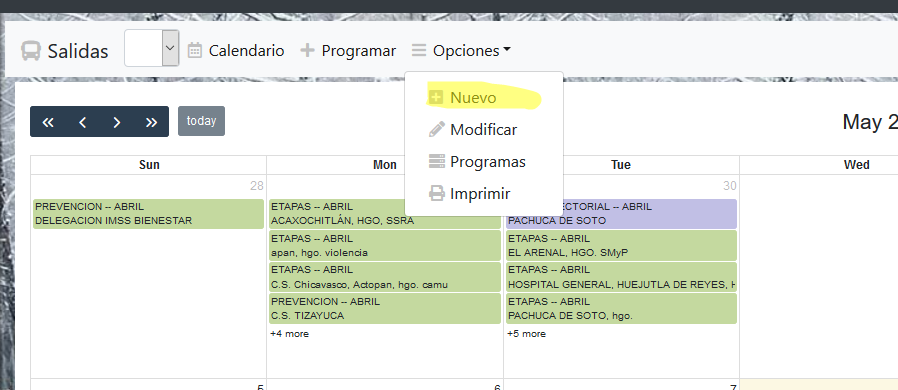 Salidas
Calendario
Programar
Opciones
Nuevo
Modificar
Programas
Imprimir
today
May 2
Sun
Mon
Tue
Wed
28
30
PREVENCION -- ABRIL
DELEGACION IMSS BIENESTAR
ETAPAS -- ABRIL
ACAXOCHITLÁN, HGO, SSRA
ETAPAS -- ABRIL
apan, hgo. violencia
ETAPAS -- ABRIL
C.S. Chicavasco, Actopan, hgo. camu
PREVENCION -- ABRIL
C.S. TIZAYUCA
+4 more
ECTORIAL -- ABRIL
PACHUCA DE SOTO
ETAPAS -- ABRIL
EL ARENAL, HGO. SMyP
ETAPAS -- ABRIL
HOSPITAL GENERAL, HUEJUTLA DE REYES, H
ETAPAS -- ABRIL
PACHUCA DE SOTO, hgo.
+5 more
5
6
7